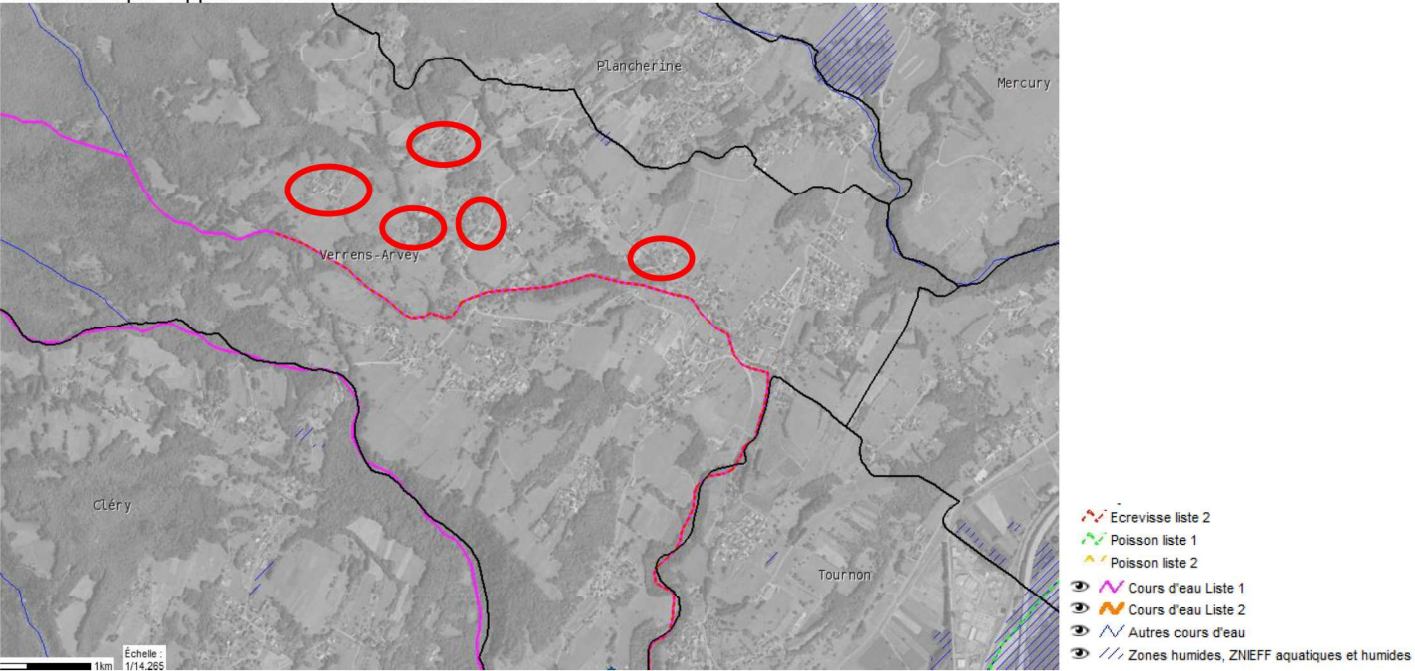 Plancherine
Mercury
Verrens-Arvey
Cléry
Tournon
Échelle :
1km 1/14,265
Ecrevisse liste 2
Poisson liste 1
Poisson liste 2
Cours d'eau Liste 1
Cours d'eau Liste 2
Autres cours d'eau
Zones humides, ZNIEFF aquatiques et humides